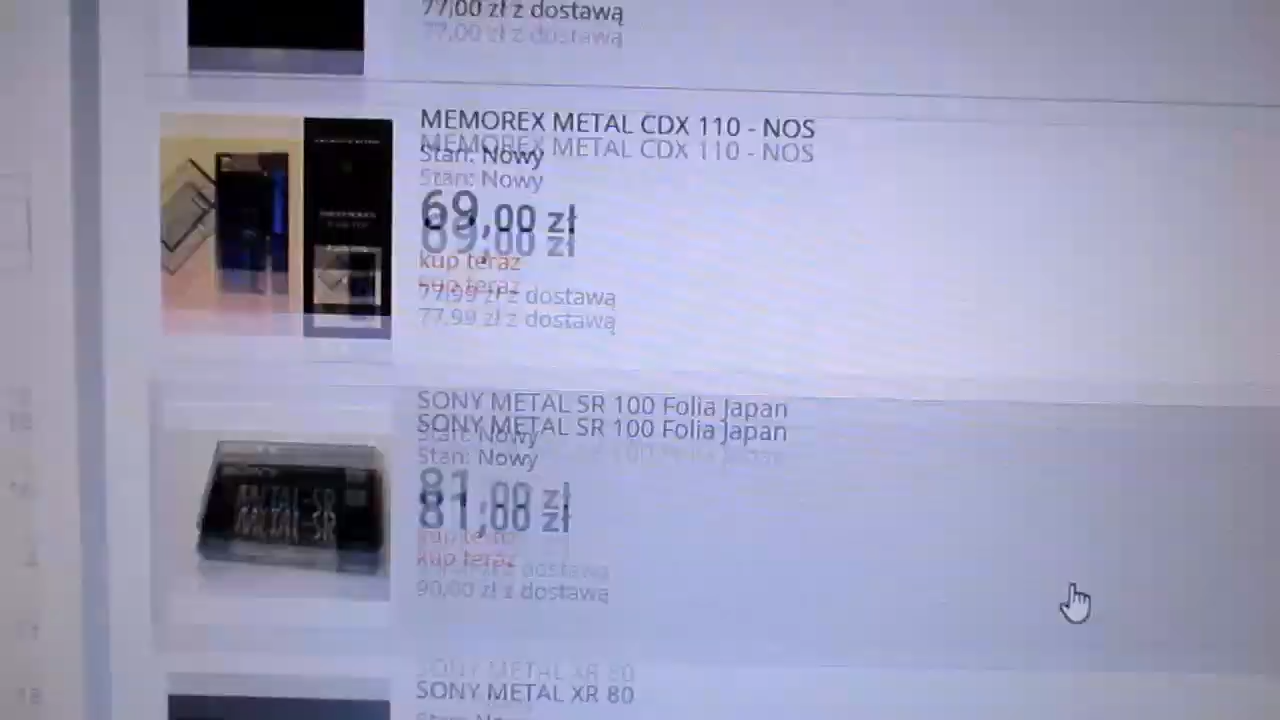 77,00 zł z dostawą
MEMOREX METAL CDX 110 - NOS
Stan: Nowy
69,00 zł
kup teraz
77,99 zł z dostawą
SONY METAL SR 100 Folia Japan
Stan: Nowy
81,00 zł
kup teraz
90,00 zł z dostawą
METAL-SR
SONY METAL XR 80